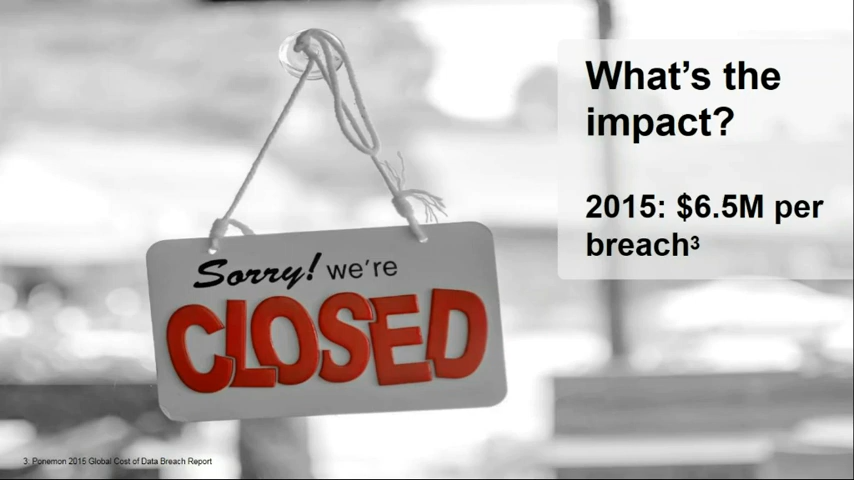 What's the
impact?
2015: $6.5M per
breach3
Sorry! we're
CLOSED
3: Ponemon 2015 Global Cost of Data Breach Report